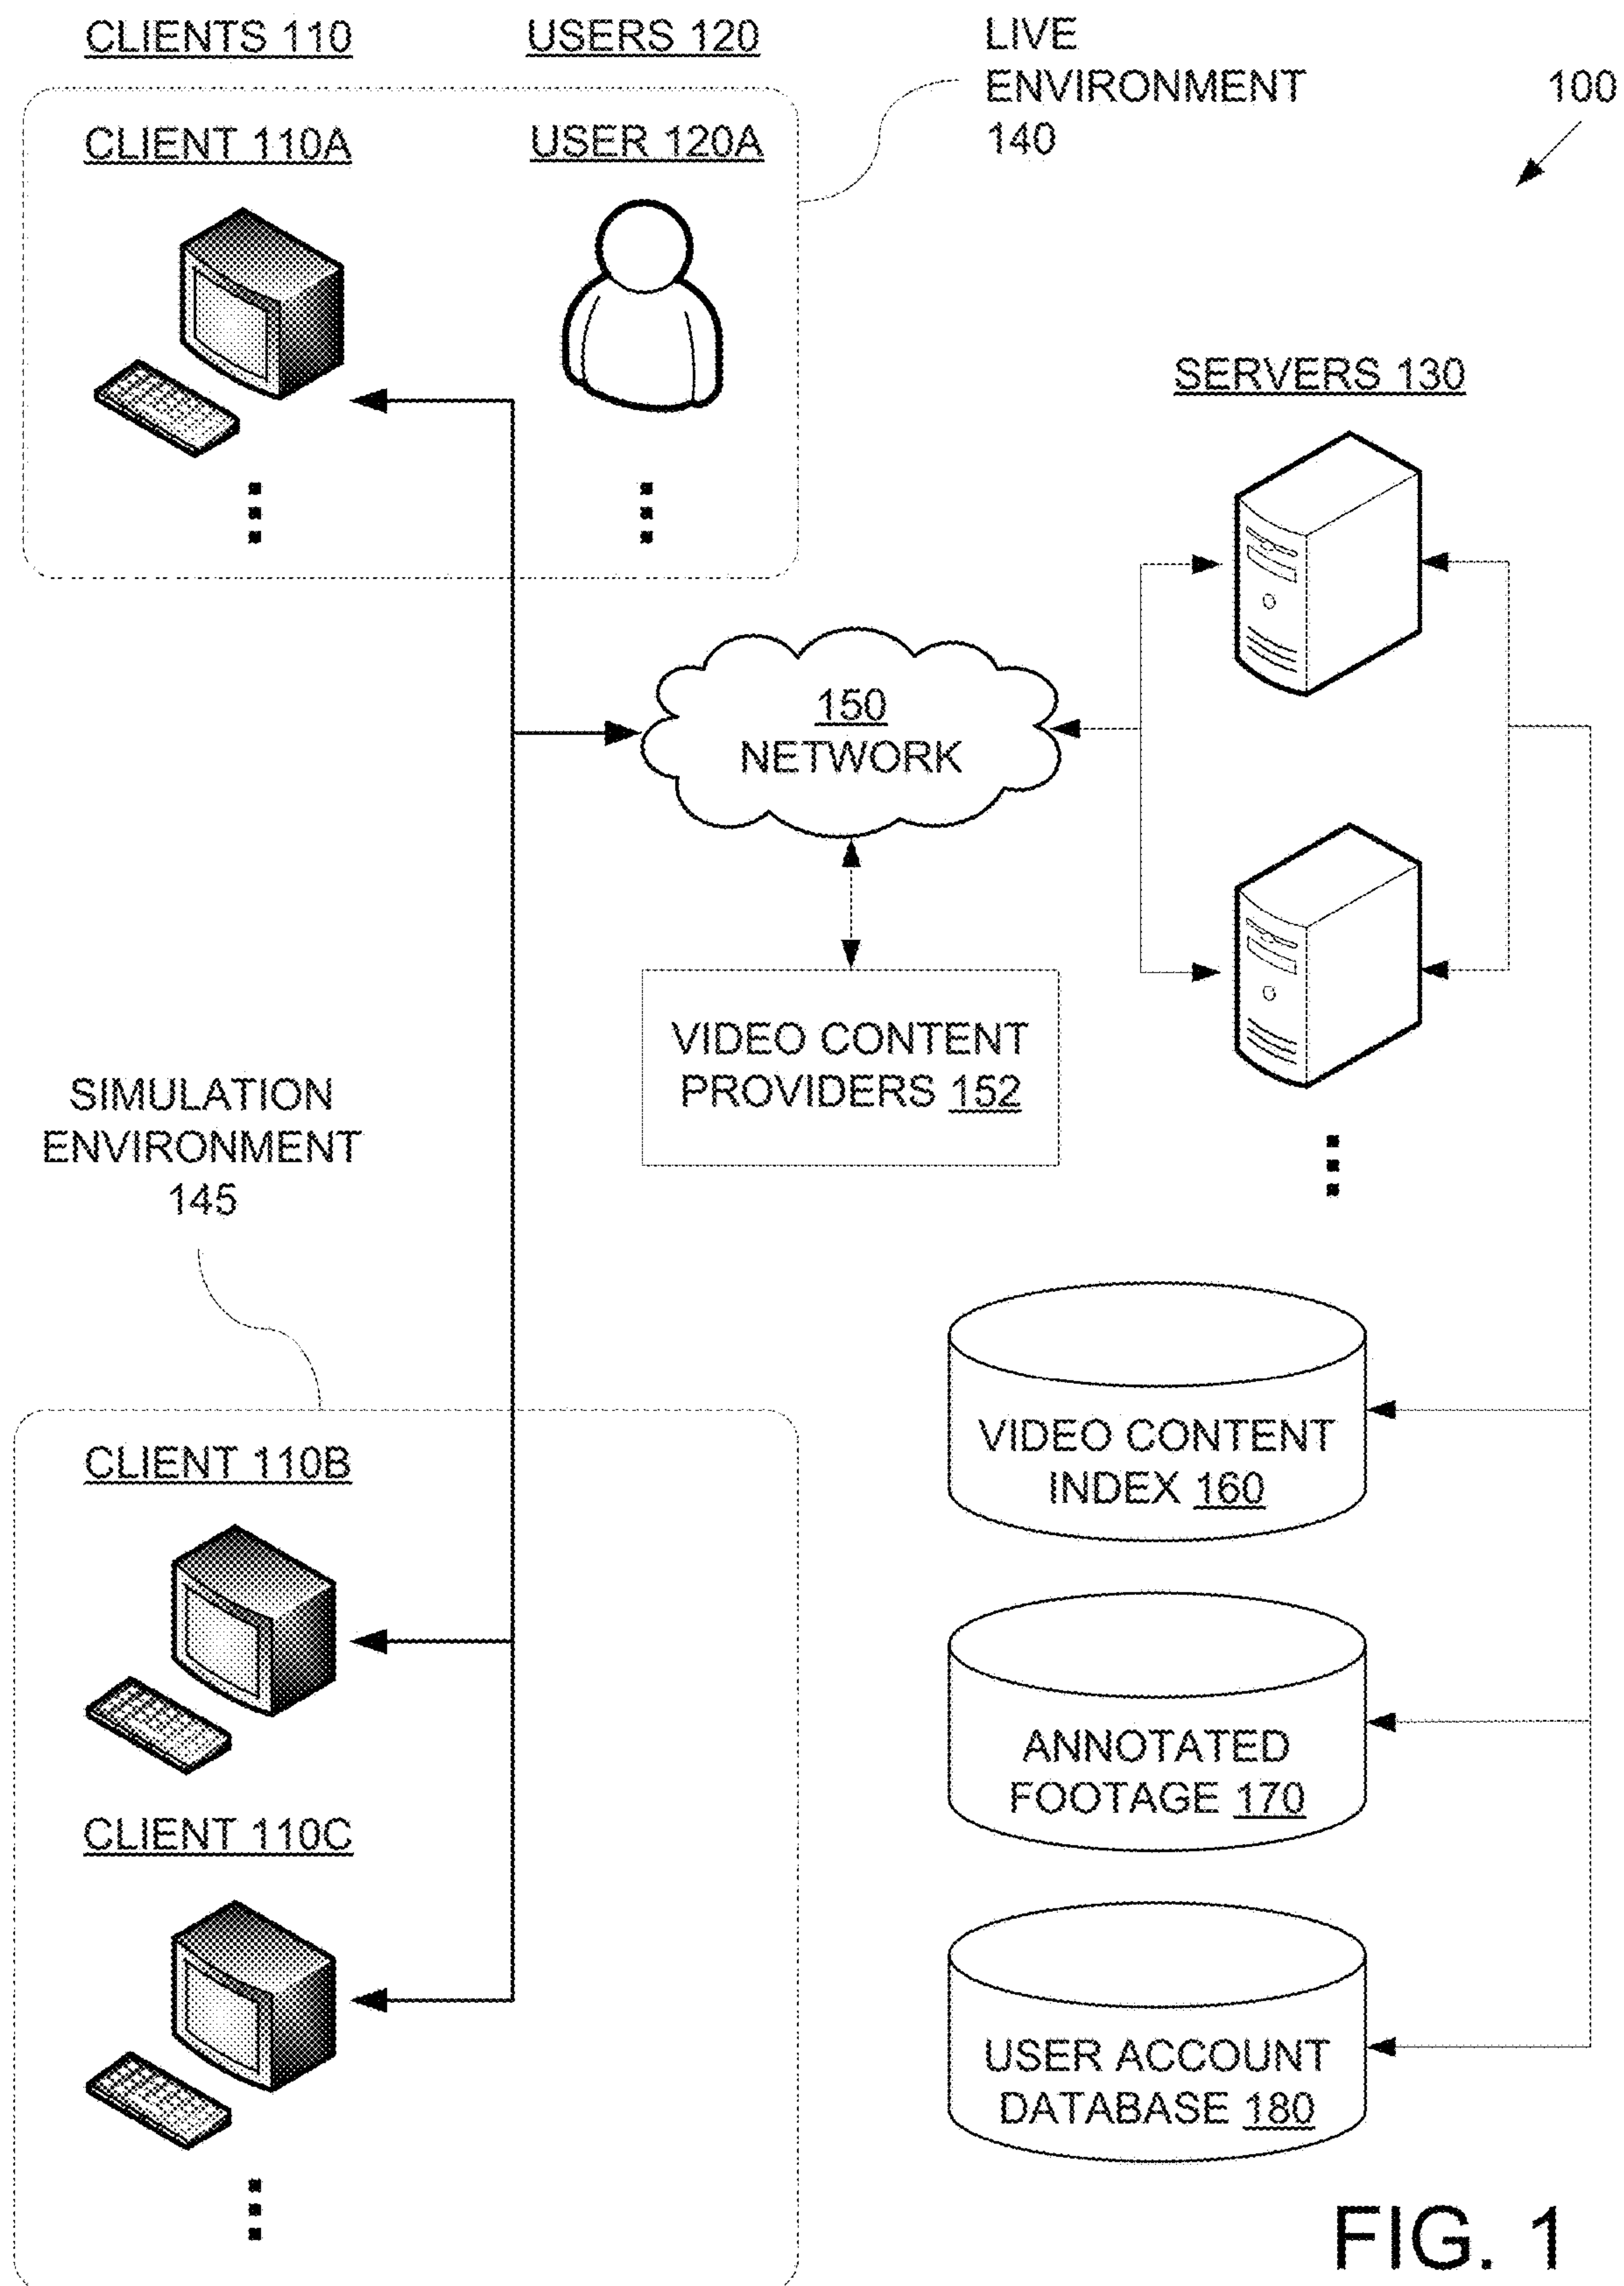 CLIENTS 110
USERS 120
LIVE
ENVIRONMENT
140
100
CLIENT 110A
USER 120A
SERVERS 130
150
NETWORK
VIDEO CONTENT
PROVIDERS 152
SIMULATION
ENVIRONMENT
145
CLIENT 110B
CLIENT 110C
VIDEO CONTENT
INDEX 160
ANNOTATED
FOOTAGE 170
USER ACCOUNT
DATABASE 180
FIG. 1